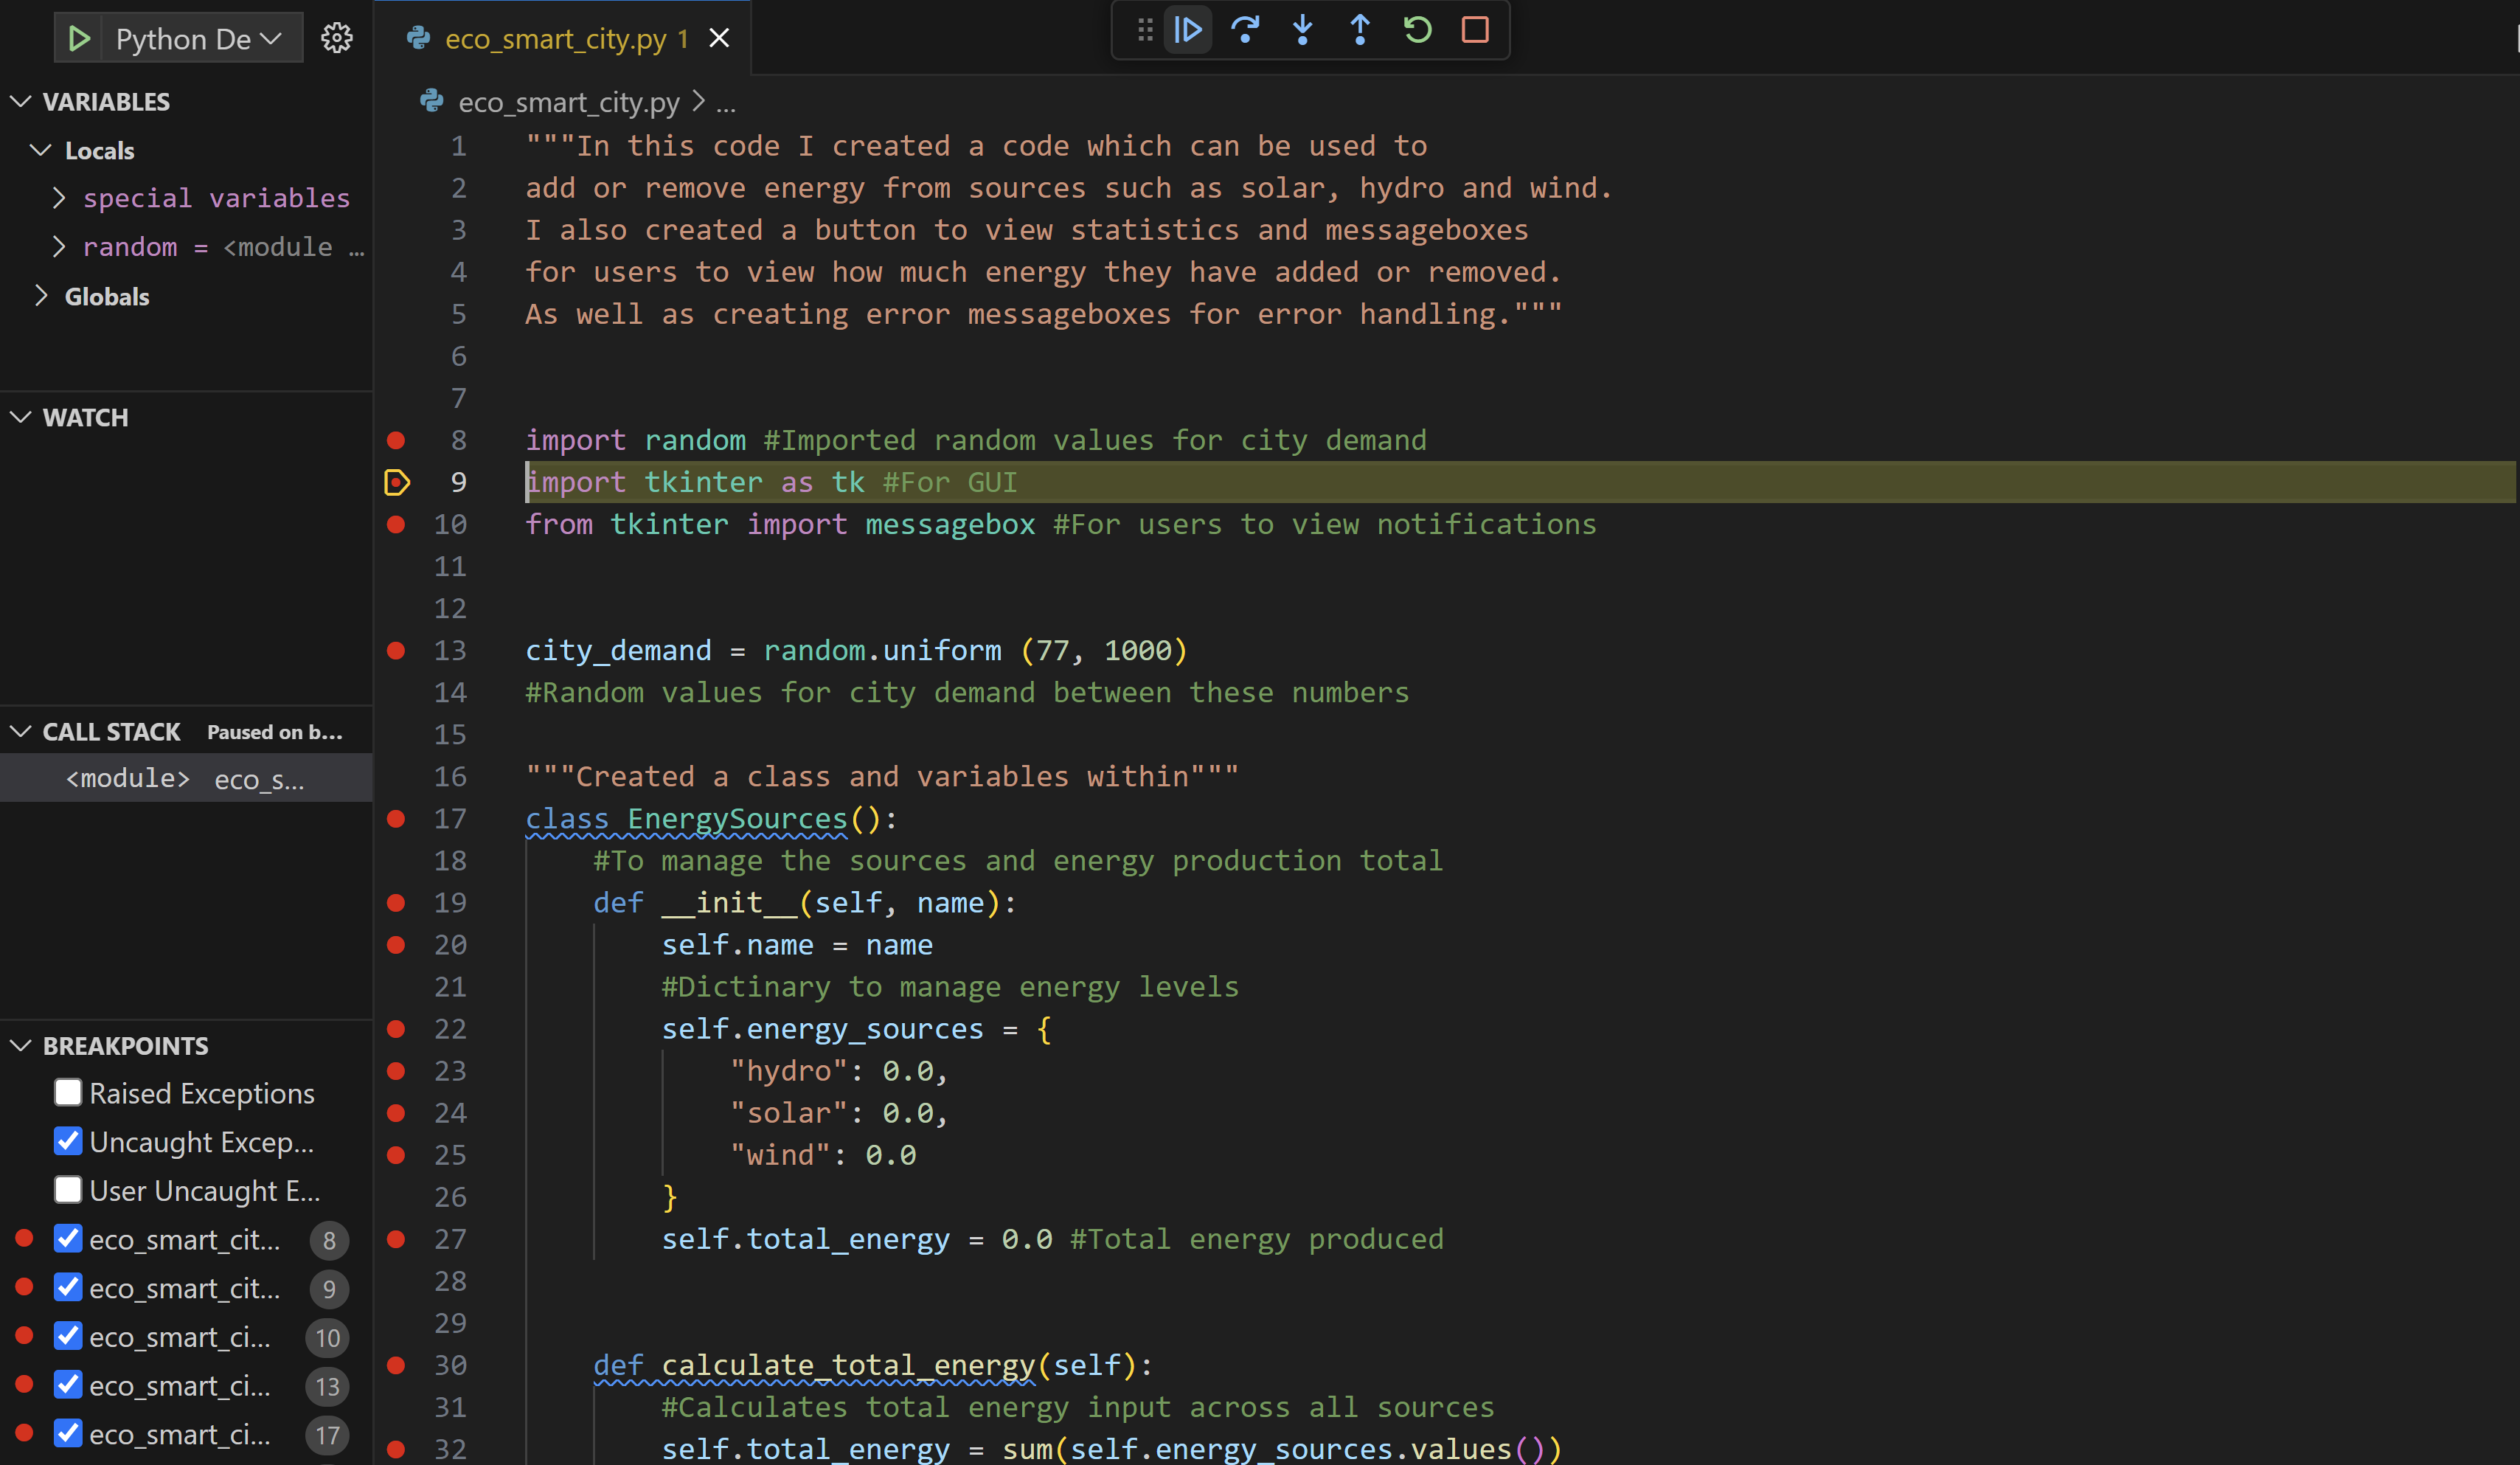 Python De
VARIABLES
Locals
special variables
random = <module ...
Globals
WATCH
CALL STACK Paused on b...
<module> eco_s...
BREAKPOINTS
Raised Exceptions
Uncaught Excep...
User Uncaught E...
eco_smart_cit... 8
eco_smart_cit... 9
eco_smart_ci... 10
eco_smart_ci... 13
eco_smart_ci... 17
eco_smart_city.py 1
eco_smart_city.py > ...
1 """In this code I created a code which can be used to
2 add or remove energy from sources such as solar, hydro and wind.
3 I also created a button to view statistics and messageboxes
4 for users to view how much energy they have added or removed.
5 As well as creating error messageboxes for error handling."""
6
7
8 import random #Imported random values for city demand
9 import tkinter as tk #For GUI
10 from tkinter import messagebox #For users to view notifications
11
12
13 city_demand = random.uniform (77, 1000)
14 #Random values for city demand between these numbers
15
16 """Created a class and variables within"""
17 class EnergySources():
18 #To manage the sources and energy production total
19 def __init__(self, name):
20 self.name = name
21 #Dictinary to manage energy levels
22 self.energy_sources = {
23 "hydro": 0.0,
24 "solar": 0.0,
25 "wind": 0.0
26 }
27 self.total_energy = 0.0 #Total energy produced
28
29
30 def calculate_total_energy(self):
31 #Calculates total energy input across all sources
32 self.total_energy = sum(self.energy_sources.values())